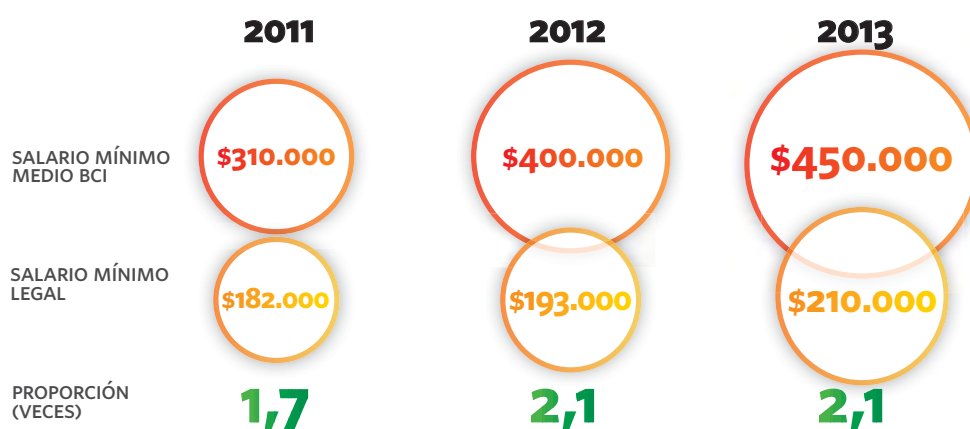 2011 2012 2013
SALARIO MÍNIMO
MEDIO BCI
$310.000 $400.000 $450.000
SALARIO MÍNIMO
LEGAL
$182.000 $193.000 $210.000
PROPORCIÓN
(VECES)
1,7 2,1 2,1